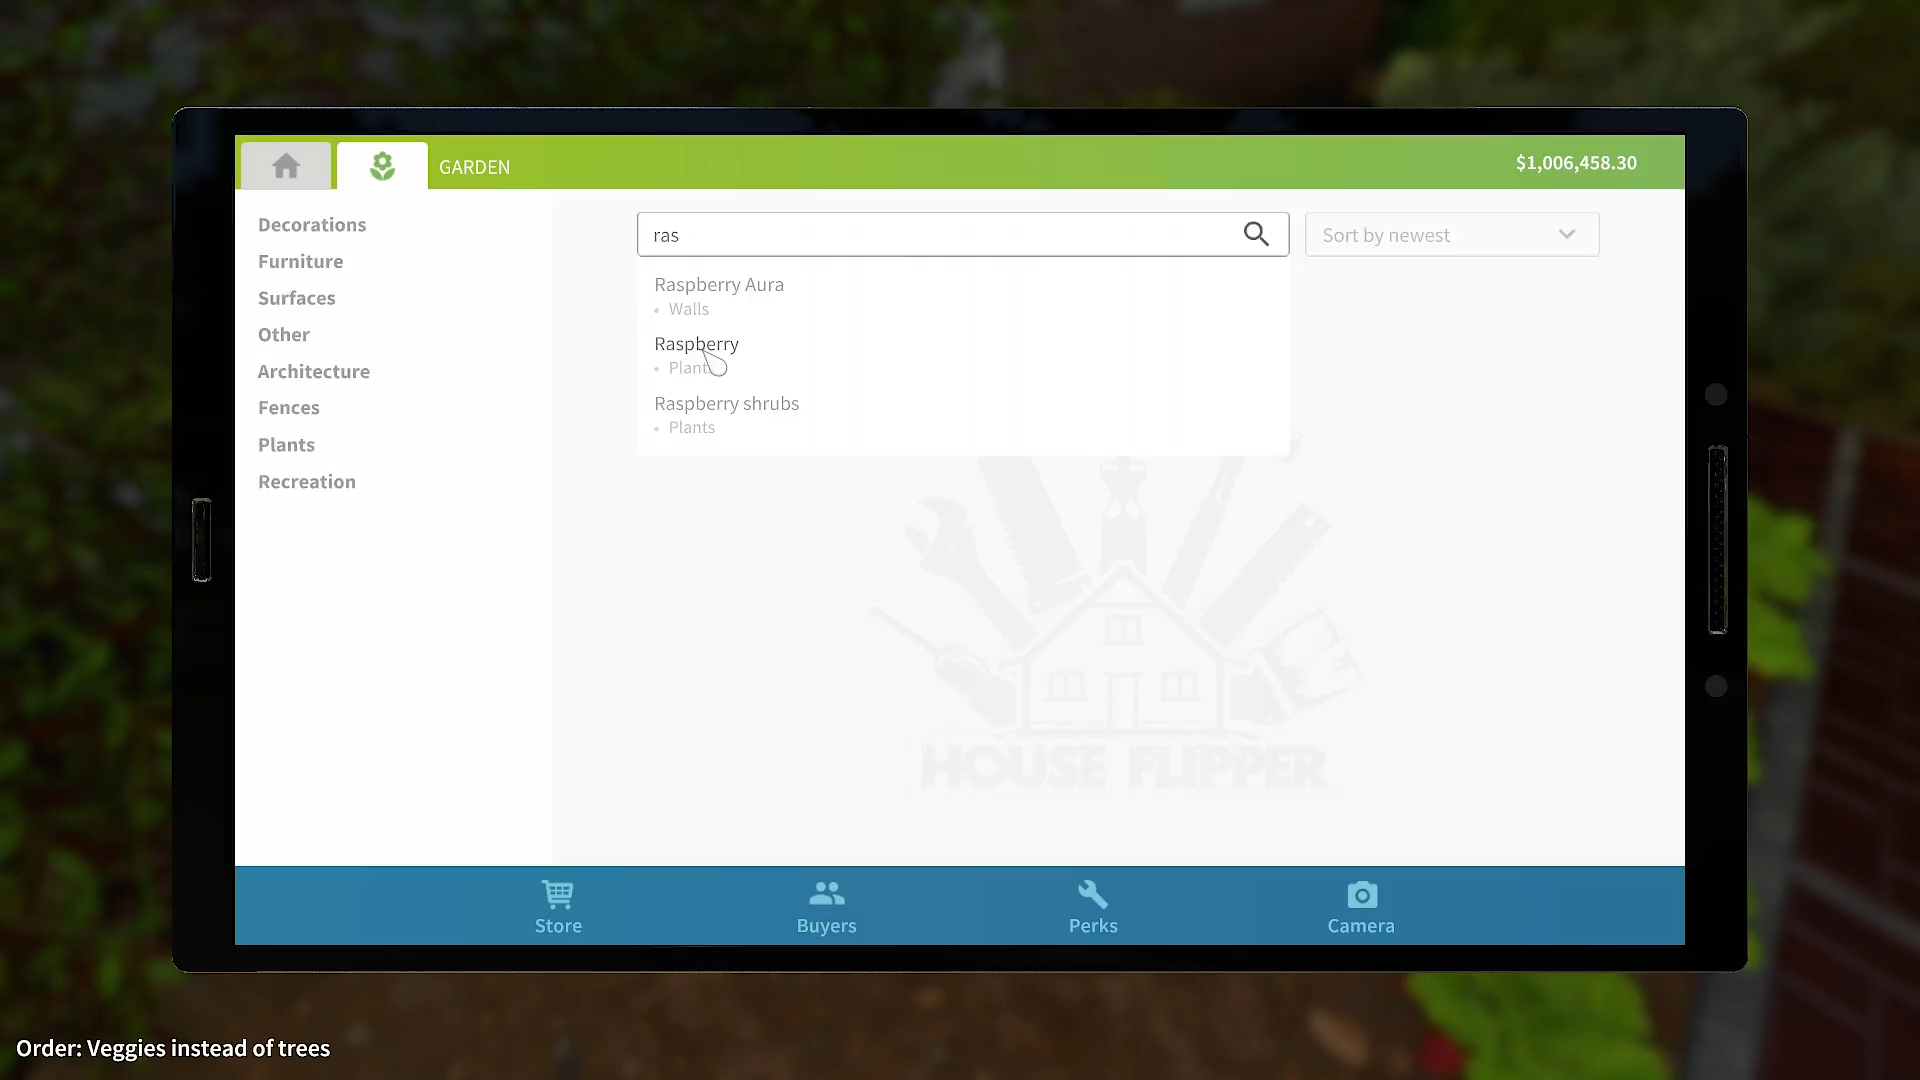 GARDEN
$1,006,458.30
Decorations
Furniture
Surfaces
Other
Architecture
Fences
Plants
Recreation
ras
Sort by newest
Raspberry Aura
• Walls
Raspberry
• Plants
Raspberry shrubs
• Plants
HOUSE FLIPPER
Store
Buyers
Perks
Camera
Order: Veggies instead of trees